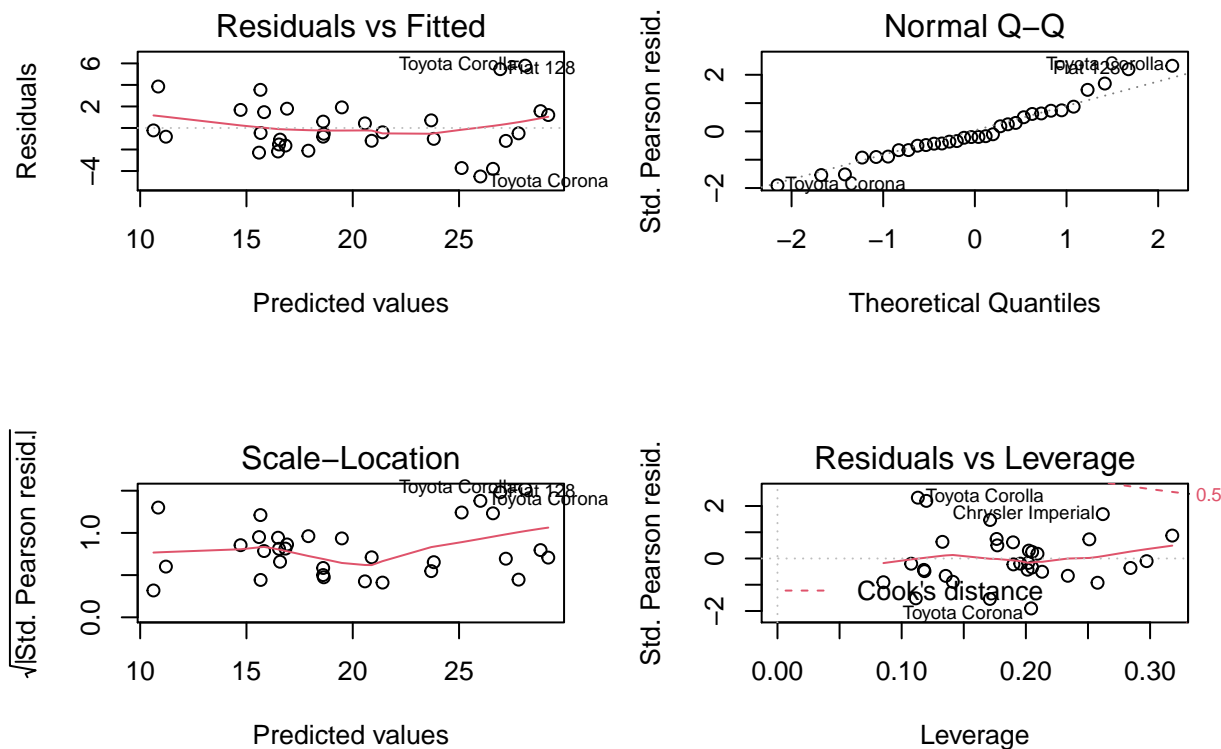 Residuals vs Fitted
Residuals
−4
2
6
10
15
20
25
Predicted values
Toyota Corolla
Fiat 128
Toyota Corona
Normal Q−Q
Std. Pearson resid.
−2
0
2
−2
−1
0
1
2
Theoretical Quantiles
Toyota Corolla
Fiat 128
Toyota Corona
Scale−Location
√|Std. Pearson resid.|
0.0
1.0
10
15
20
25
Predicted values
Toyota Corolla
Fiat 128
Toyota Corona
Residuals vs Leverage
Std. Pearson resid.
−2
0
2
0.00
0.10
0.20
0.30
Leverage
Toyota Corolla
Chrysler Imperial
Toyota Corona
Cook's distance
0.5